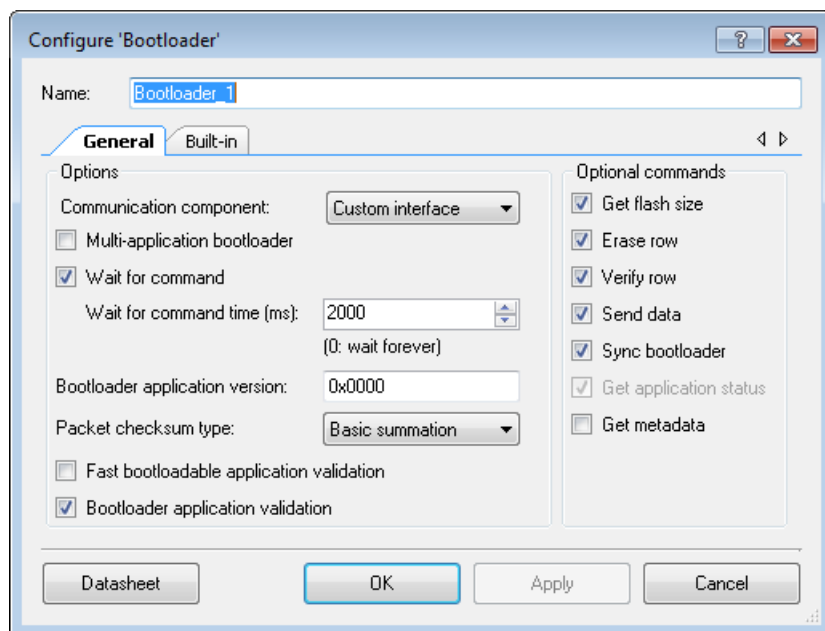 Configure 'Bootloader'
Name: Bootloader_1
General Built-in
Options
Communication component: Custom interface
Multi-application bootloader
Wait for command
Wait for command time (ms): 2000
(0: wait forever)
Bootloader application version: 0x0000
Packet checksum type: Basic summation
Fast bootloadable application validation
Bootloader application validation
Optional commands
Get flash size
Erase row
Verify row
Send data
Sync bootloader
Get application status
Get metadata
Datasheet OK Apply Cancel